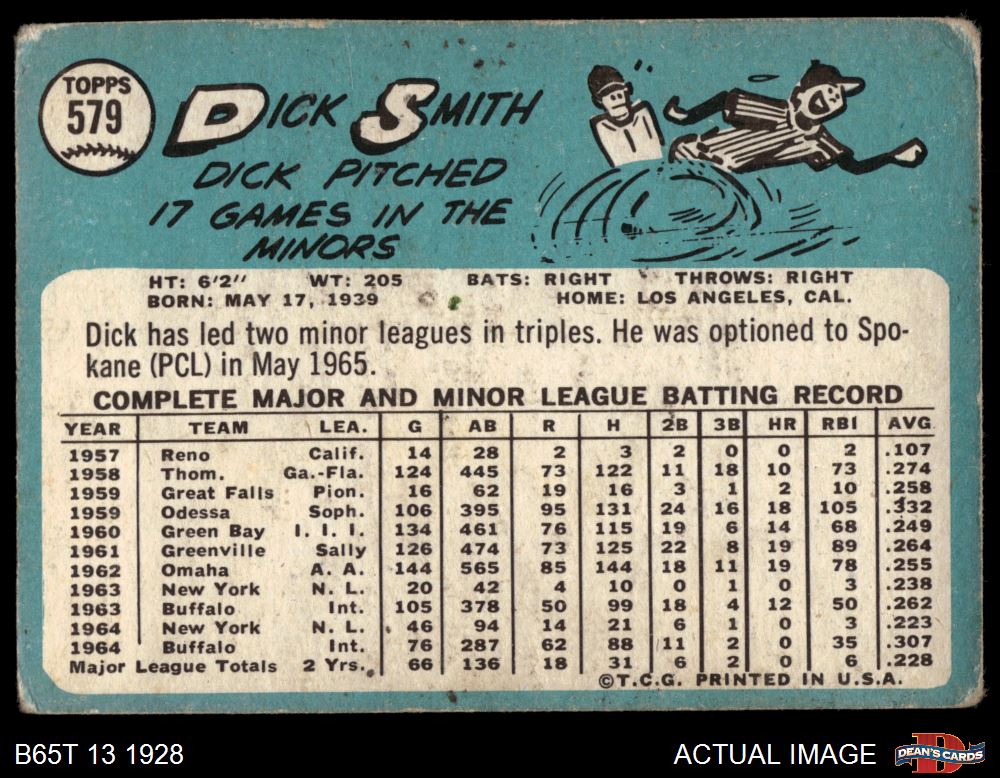 TOPPS
579
DICK SMITH
DICK PITCHED
17 GAMES IN THE
MINORS
HT: 6'2" WT: 205 BATS: RIGHT THROWS: RIGHT
BORN: MAY 17, 1939 HOME: LOS ANGELES, CAL.
Dick has led two minor leagues in triples. He was optioned to Spo-
kane (PCL) in May 1965.
COMPLETE MAJOR AND MINOR LEAGUE BATTING RECORD
YEAR TEAM LEA. G AB R H 2B 3B HR RBI AVG.
1957 Reno Calif. 14 28 2 3 2 0 0 2 .107
1958 Thom. Ga.-Fla. 124 445 73 122 11 18 10 73 .274
1959 Great Falls Pion. 16 62 19 16 3 1 2 10 .258
1959 Odessa Soph. 106 395 95 131 24 16 18 105 .332
1960 Green Bay I. I. I. 134 461 76 115 19 6 14 68 .249
1961 Greenville Sally 126 474 73 125 22 8 19 89 .264
1962 Omaha A. A. 144 565 85 144 18 11 19 78 .255
1963 New York N. L. 20 42 4 10 0 1 0 3 .238
1963 Buffalo Int. 105 378 50 99 18 4 12 50 .262
1964 New York N. L. 46 94 14 21 6 1 0 3 .223
1964 Buffalo Int. 76 287 62 88 11 2 0 35 .307
Major League Totals 2 Yrs. 66 136 18 31 6 2 0 6 .228
©T.C.G. PRINTED IN U.S.A.
B65T 13 1928 ACTUAL IMAGE DEAN'S CARDS